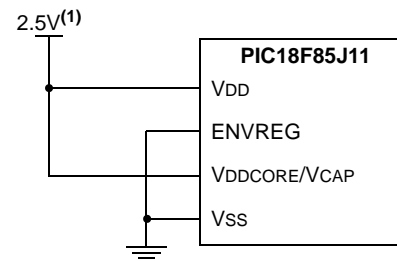 2.5V(1)
PIC18F85J11
VDD
ENVREG
VDDCORE/VCAP
VSS